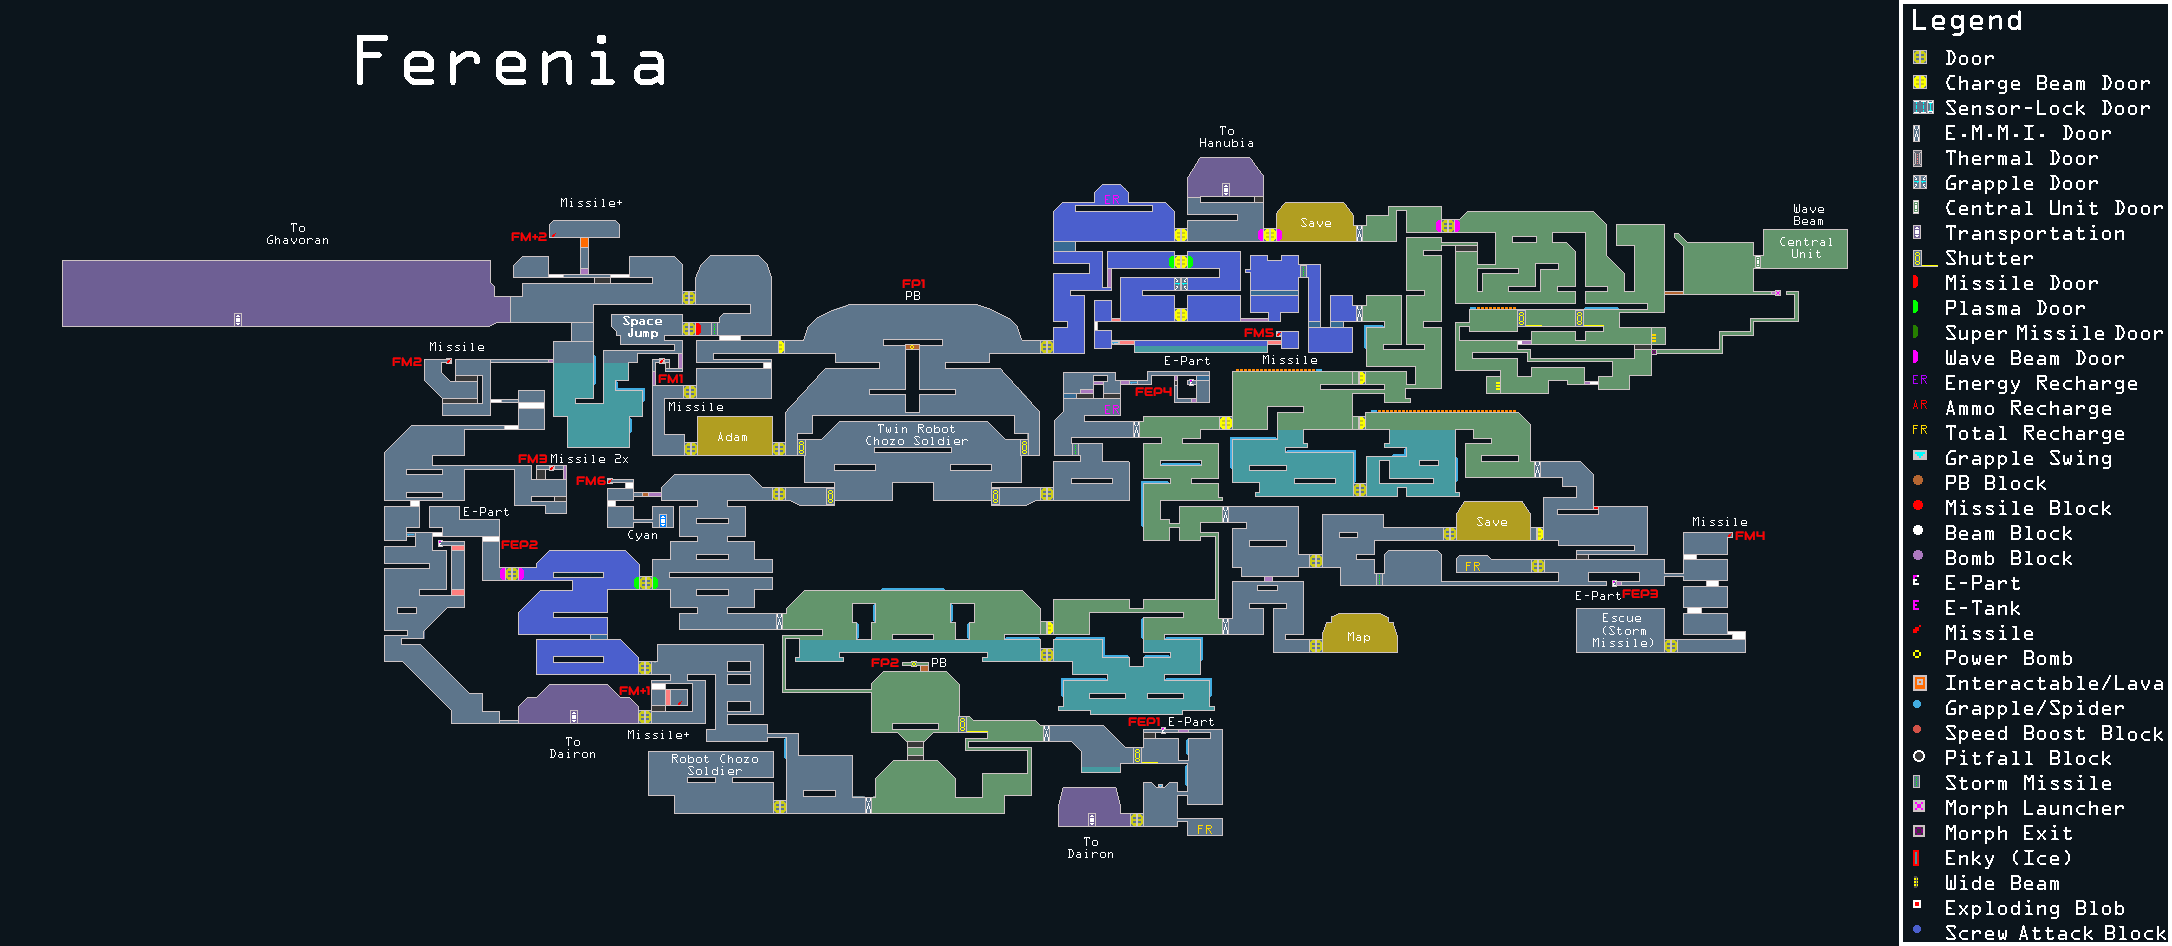 Ferenia
To
Hanubia
Missile+
FM+2
To
Ghavoran
Save
Wave
Beam
Central
Unit
FP1
PB
Space
Jump
FM5
Missile
FM2
FM1
Missile
E-Part
FEP4
Missile
Adam
Twin Robot
Chozo Soldier
FM3
Missile 2x
FM6
Cyan
E-Part
FEP2
Save
Missile
FM4
FR
E-Part
FEP3
Escue
(Storm
Missile)
Map
FP2
PB
FM+1
Missile+
To
Dairon
FEP1
E-Part
Robot Chozo
Soldier
FR
To
Dairon
Legend
Door
Charge Beam Door
Sensor-Lock Door
E.M.M.I. Door
Thermal Door
Grapple Door
Central Unit Door
Transportation
Shutter
Missile Door
Plasma Door
Super Missile Door
Wave Beam Door
ER Energy Recharge
AR Ammo Recharge
FR Total Recharge
Grapple Swing
PB Block
Missile Block
Beam Block
Bomb Block
E-Part
E E-Tank
Missile
Power Bomb
Interactable/Lava
Grapple/Spider
Speed Boost Block
Pitfall Block
Storm Missile
Morph Launcher
Morph Exit
Enky (Ice)
Wide Beam
Exploding Blob
Screw Attack Block